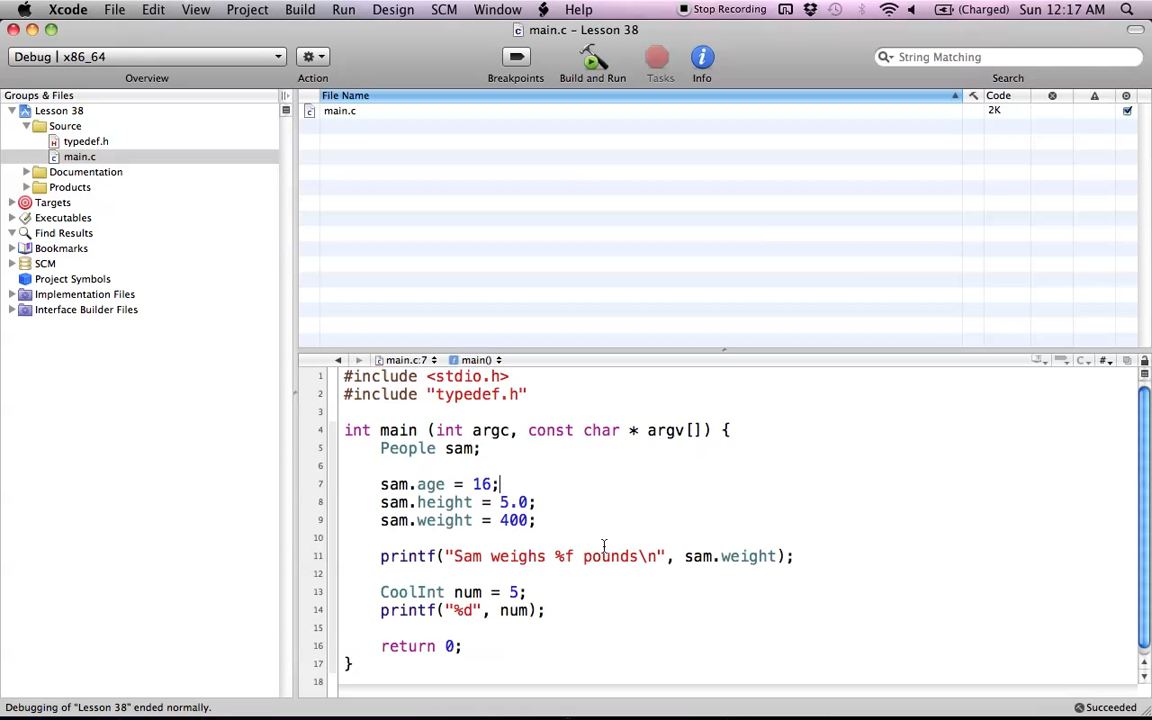 Xcode File Edit View Project Build Run Design SCM Window Help Stop Recording (Charged) Sun 12:17 AM
main.c – Lesson 38
Debug | x86_64
String Matching
Overview Action Breakpoints Build and Run Tasks Info Search
Groups & Files
File Name Code
Lesson 38
main.c 2K
Source
typedef.h
main.c
Documentation
Products
Targets
Executables
Find Results
Bookmarks
SCM
Project Symbols
Implementation Files
Interface Builder Files
main.c:7 main()
1 #include <stdio.h>
2 #include "typedef.h"
3
4 int main (int argc, const char * argv[]) {
5 People sam;
6
7 sam.age = 16;
8 sam.height = 5.0;
9 sam.weight = 400;
10
11 printf("Sam weighs %f pounds\n", sam.weight);
12
13 CoolInt num = 5;
14 printf("%d", num);
15
16 return 0;
17 }
18
Debugging of "Lesson 38" ended normally. Succeeded